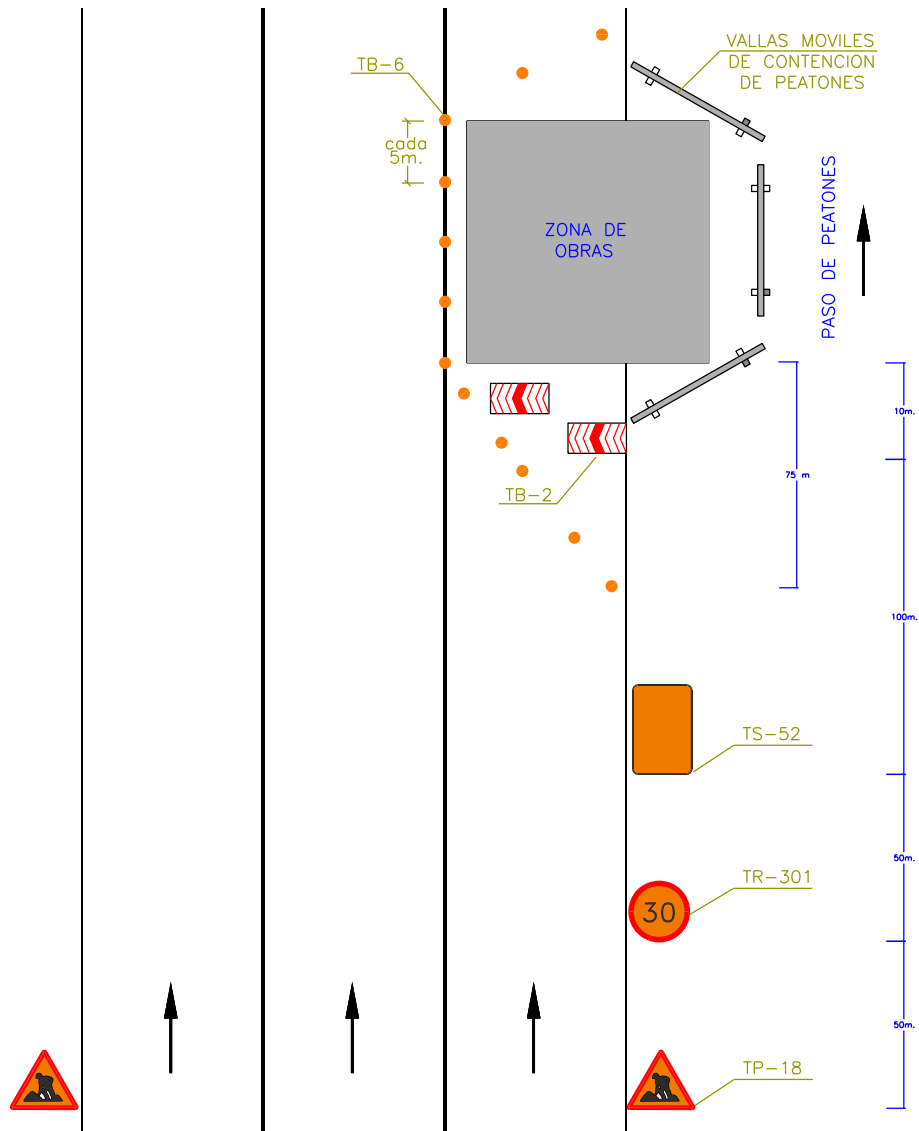 VALLAS MOVILES
DE CONTENCION
DE PEATONES
TB-6
cada
5m.
ZONA DE
OBRAS
PASO DE PEATONES
10m.
75 m
TB-2
100m.
TS-52
50m.
TR-301
30
50m.
TP-18